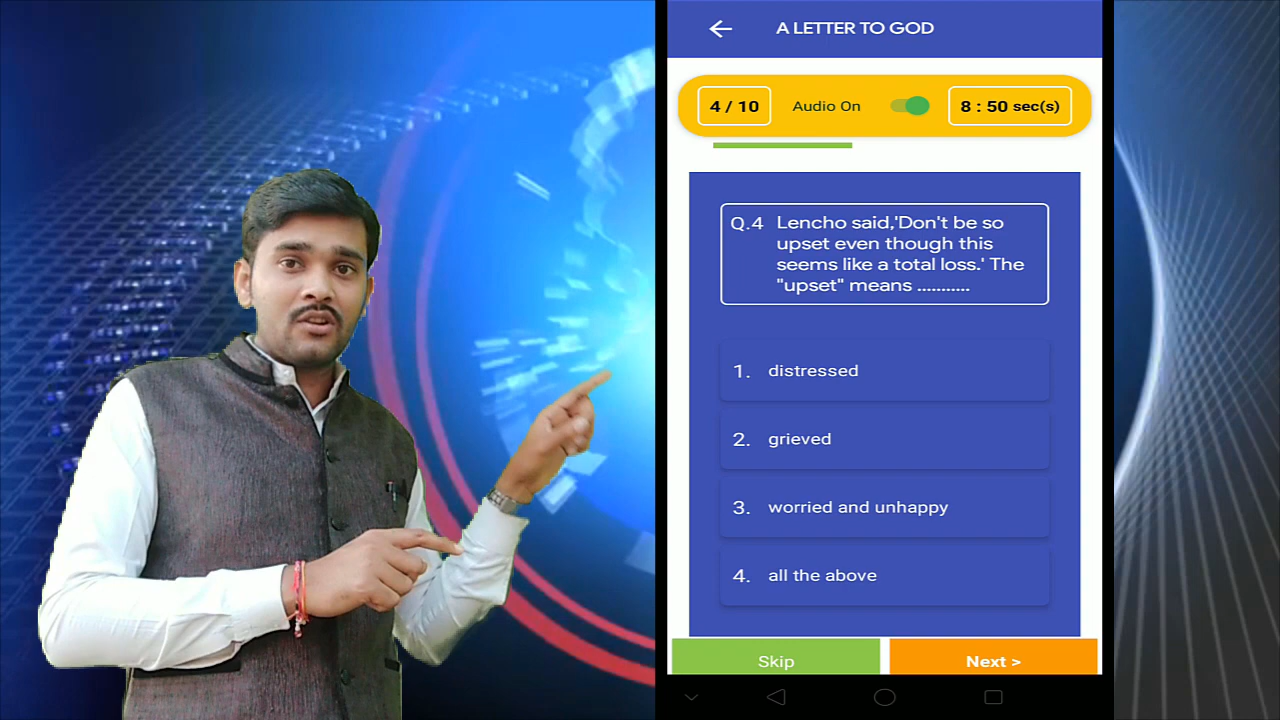 A LETTER TO GOD
4 / 10 Audio On 8 : 50 sec(s)
Q.4 Lencho said,'Don't be so
upset even though this
seems like a total loss.' The
"upset" means ...........
1. distressed
2. grieved
3. worried and unhappy
4. all the above
Skip Next >